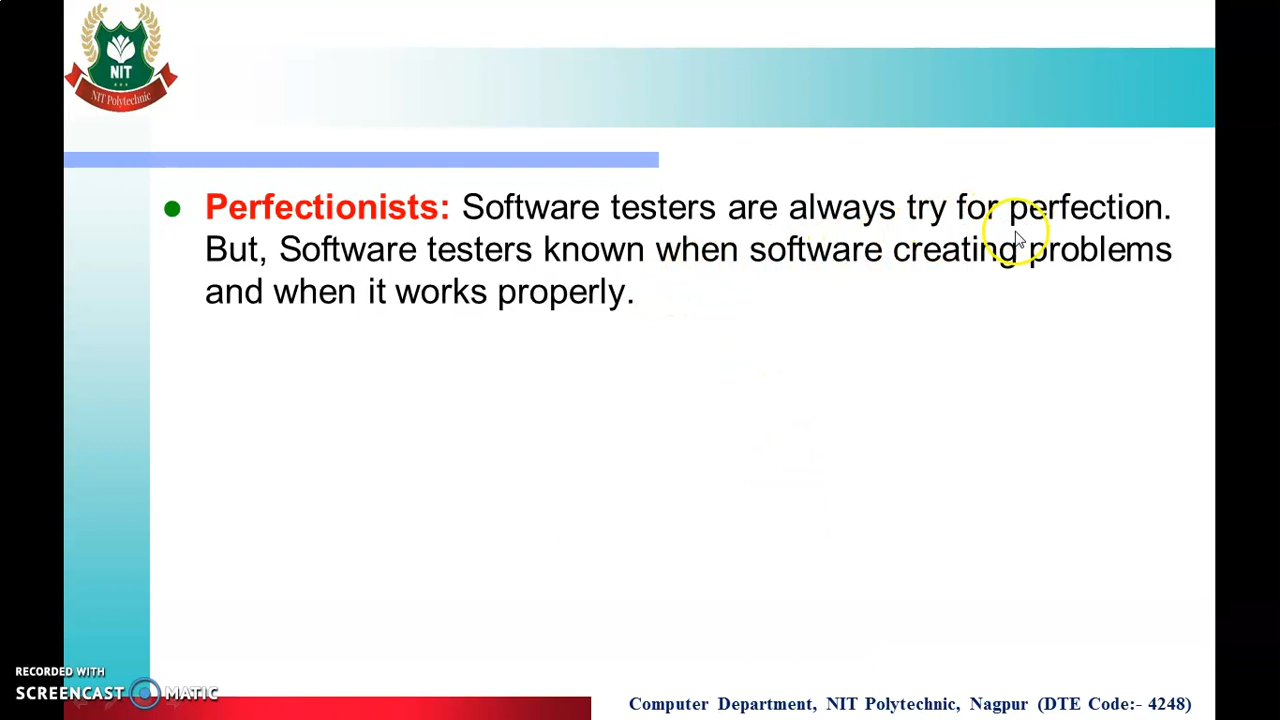 NIT
NIT Polytechnic
Perfectionists: Software testers are always try for perfection.
But, Software testers known when software creating problems
and when it works properly.
RECORDED WITH
SCREENCAST MATIC
Computer Department, NIT Polytechnic, Nagpur (DTE Code:- 4248)